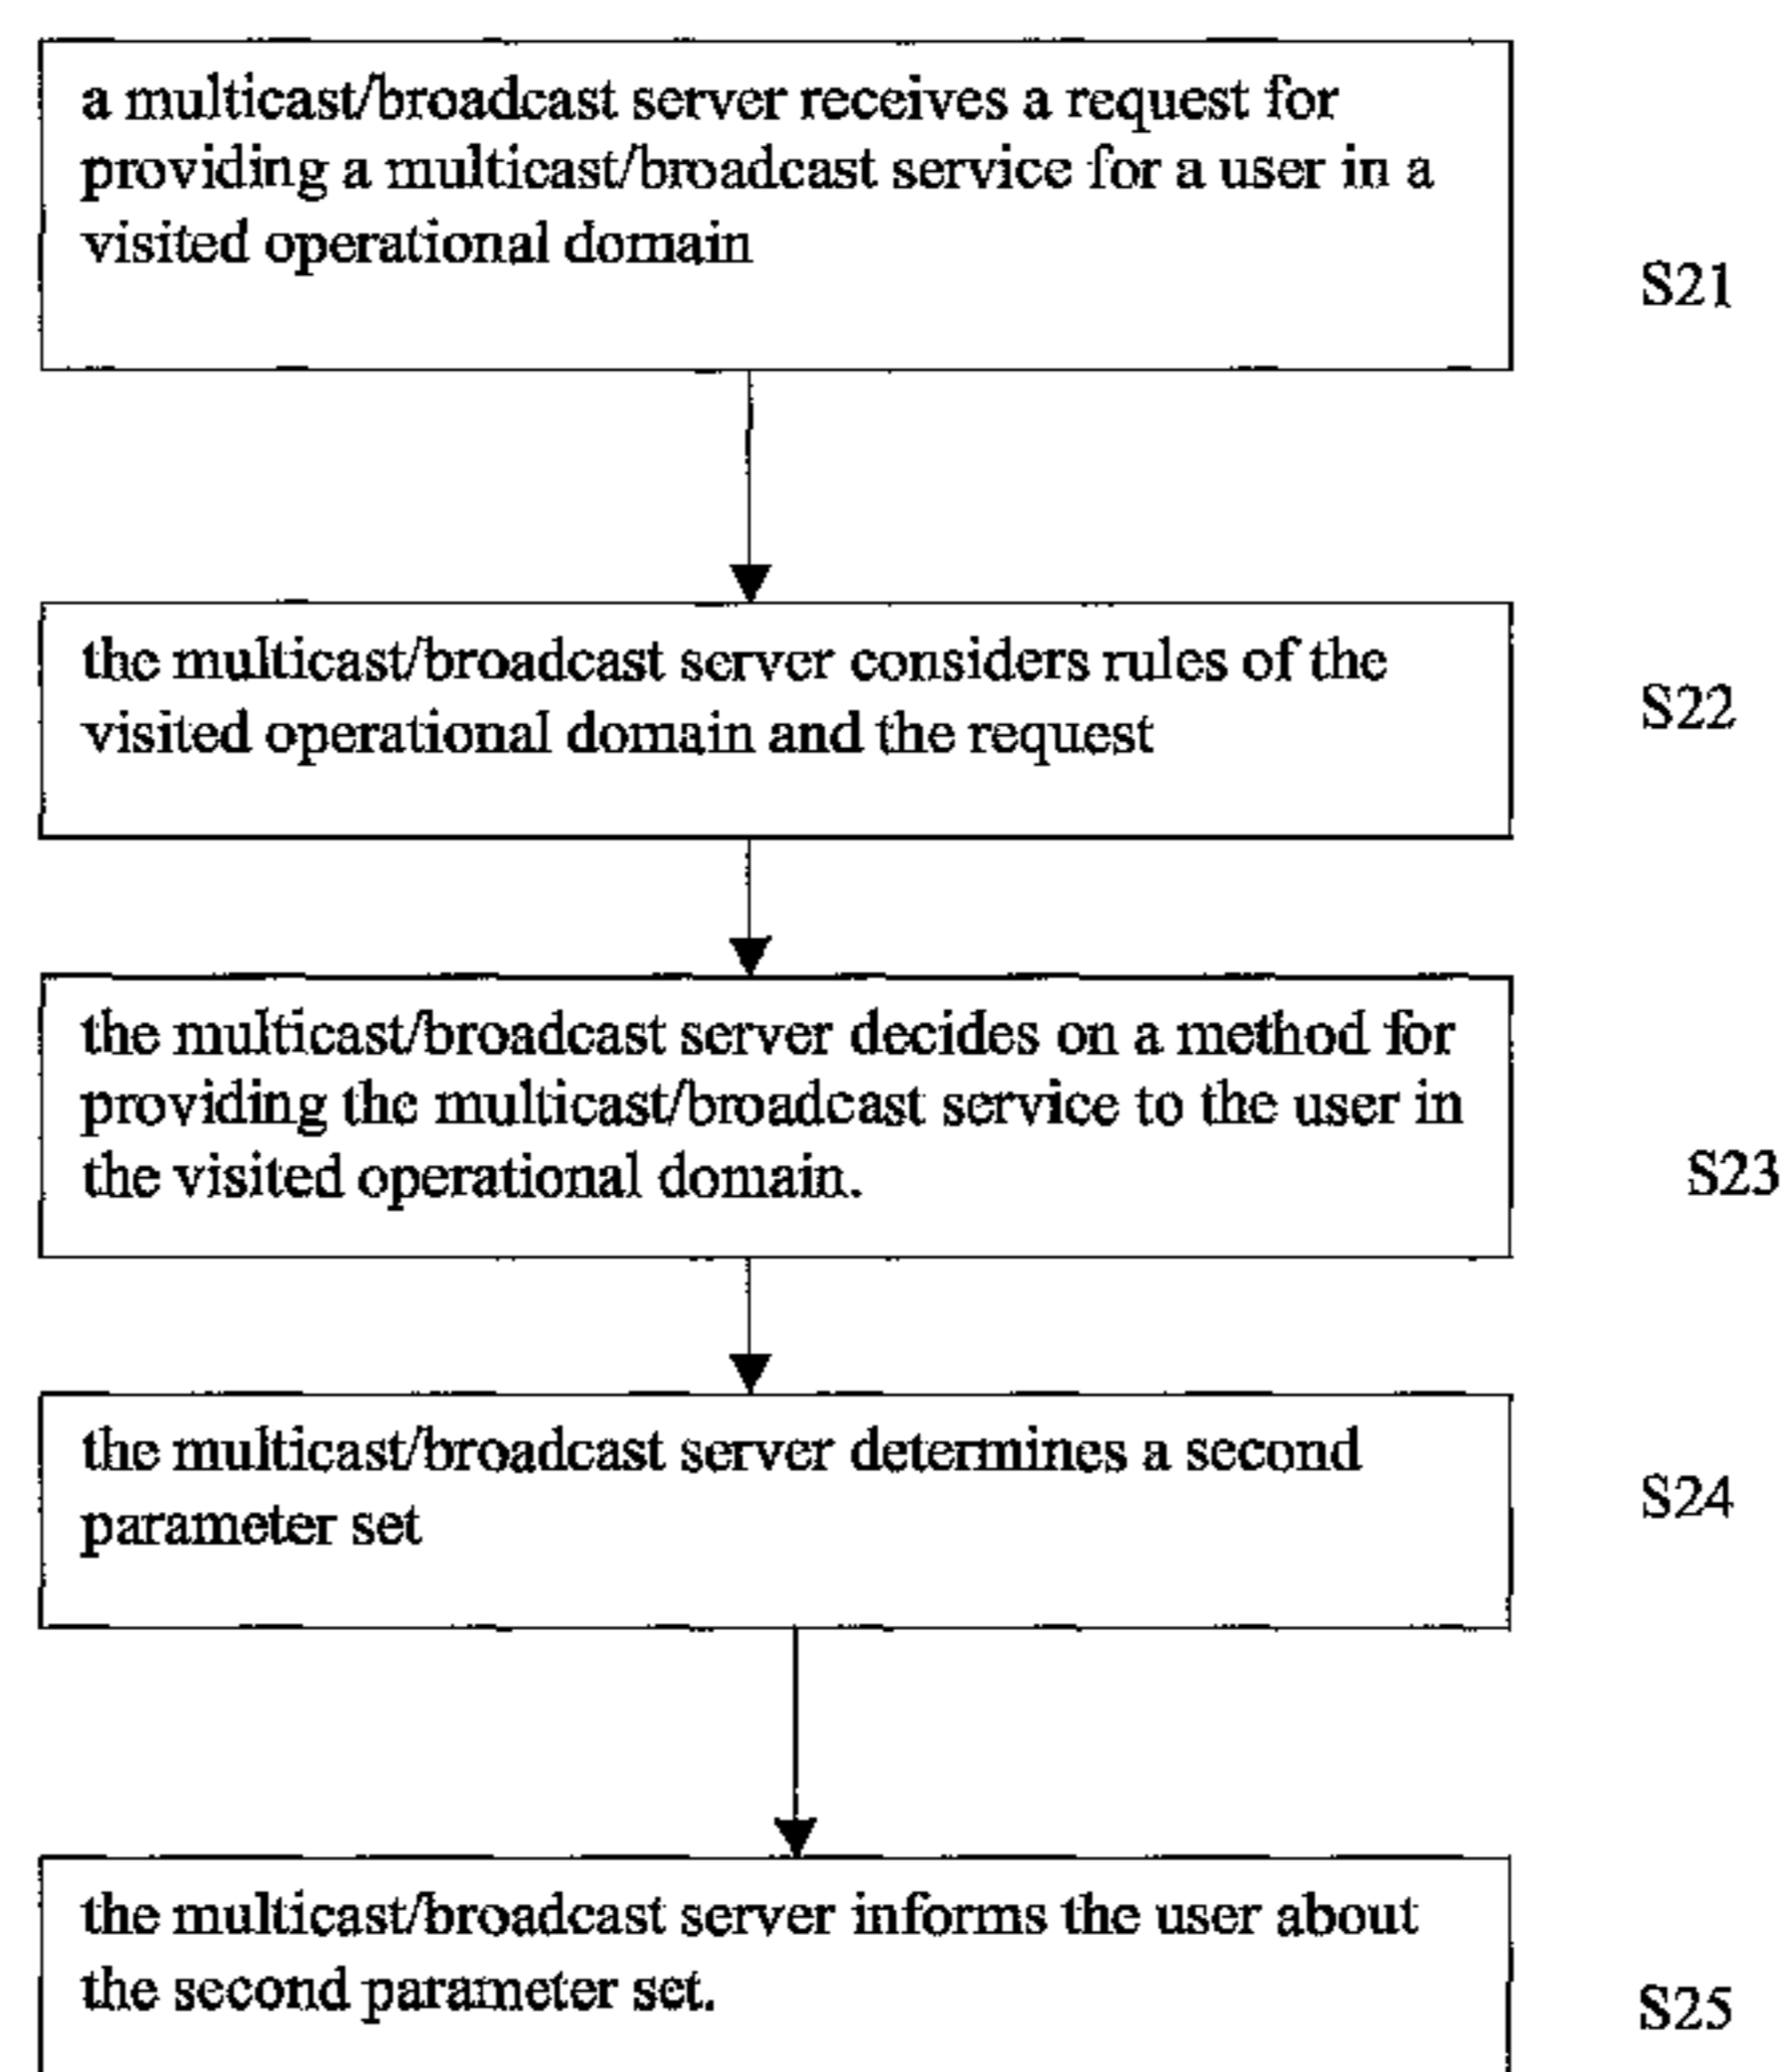 a multicast/broadcast server receives a request for
providing a multicast/broadcast service for a user in a
visited operational domain
S21
the multicast/broadcast server considers rules of the
visited operational domain and the request
S22
the multicast/broadcast server decides on a method for
providing the multicast/broadcast service to the user in
the visited operational domain.
S23
the multicast/broadcast server determines a second
parameter set
S24
the multicast/broadcast server informs the user about
the second parameter set.
S25